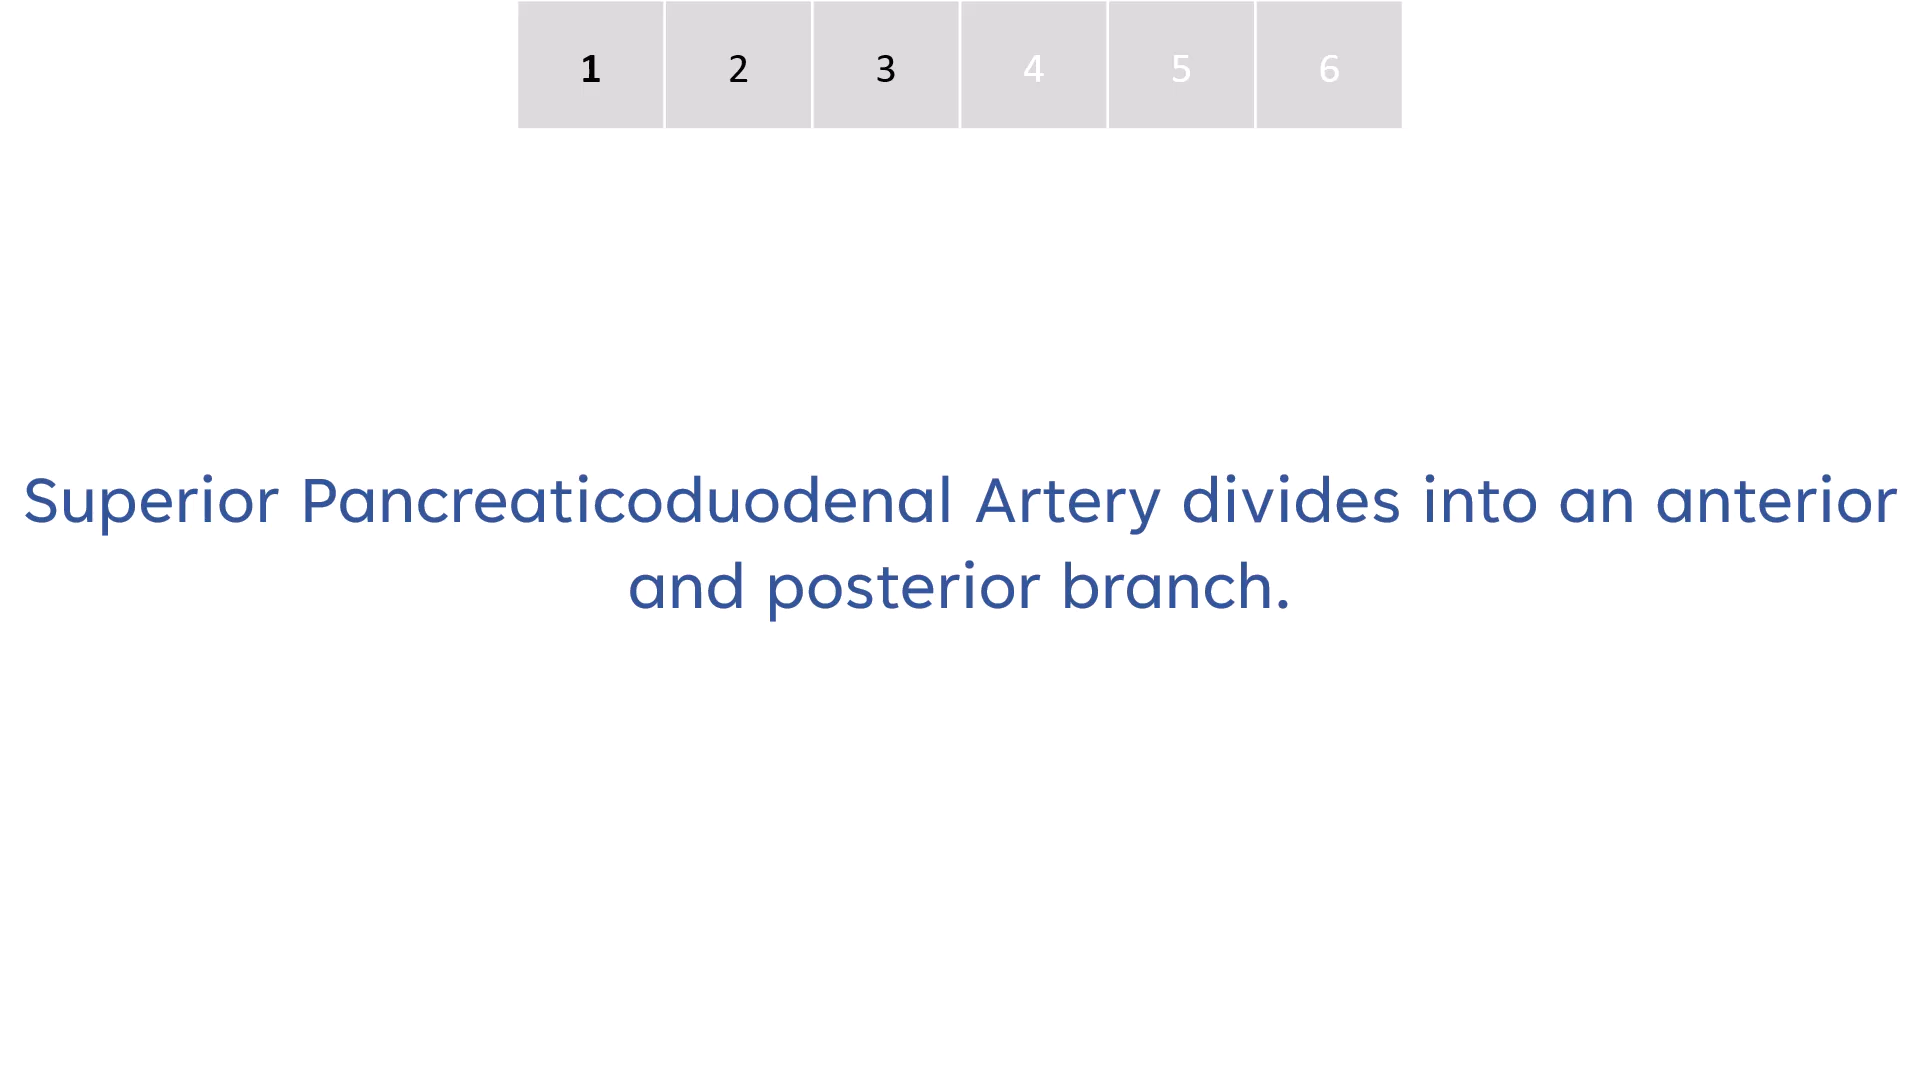 1 2 3 4 5 6
Superior Pancreaticoduodenal Artery divides into an anterior
and posterior branch.